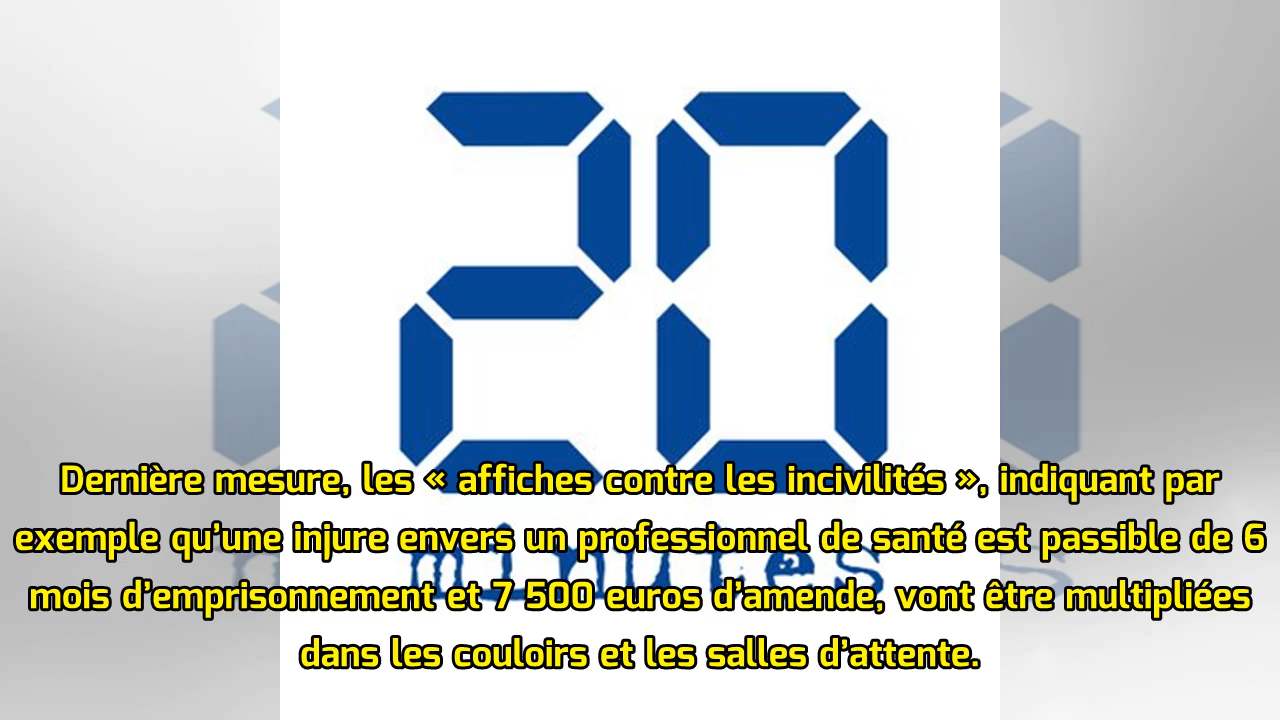 20
minutes
Dernière mesure, les « affiches contre les incivilités », indiquant par
exemple qu’une injure envers un professionnel de santé est passible de 6
mois d’emprisonnement et 7 500 euros d’amende, vont être multipliées
dans les couloirs et les salles d’attente.